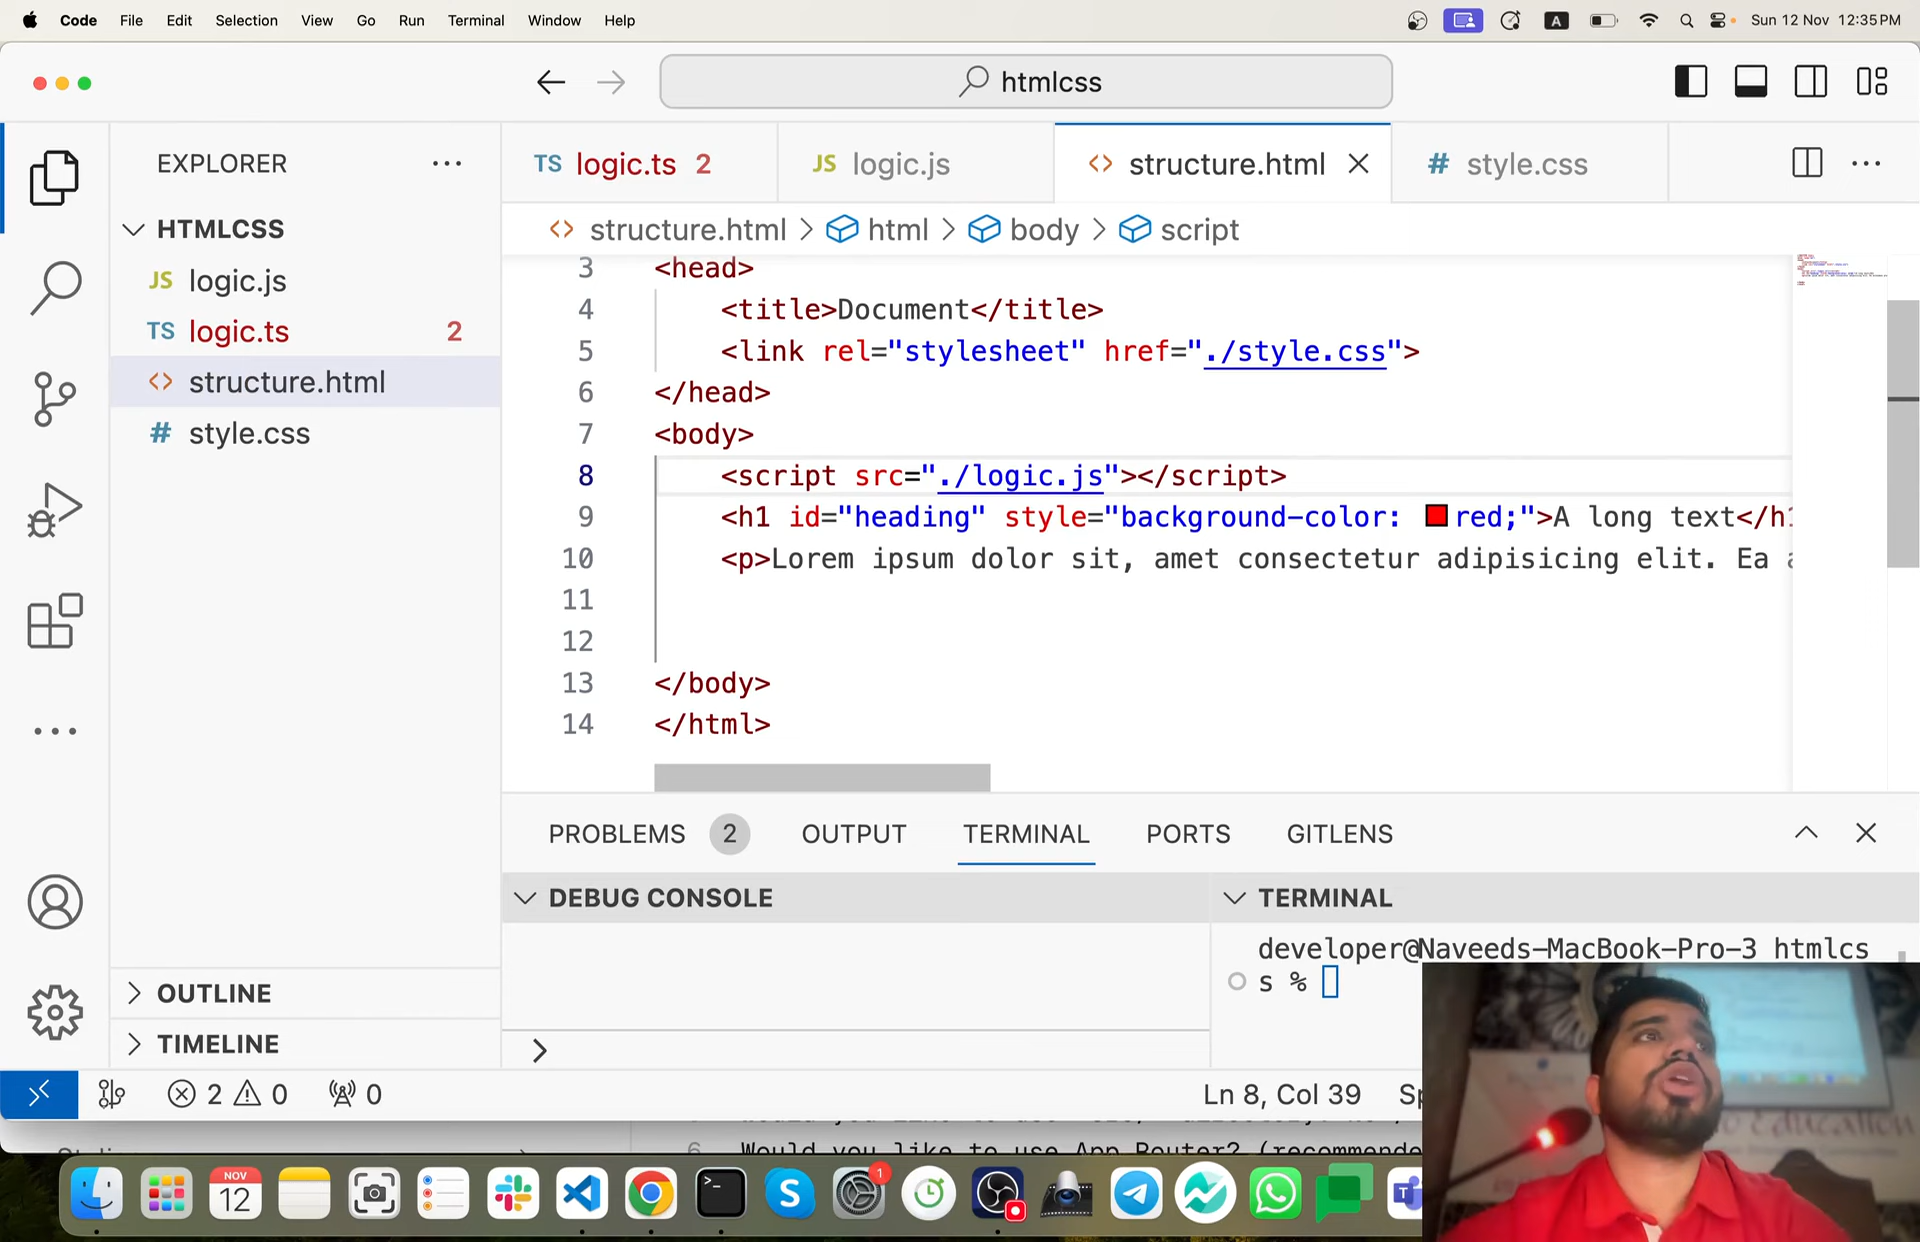 Code File Edit Selection View Go Run Terminal Window Help
A
Sun 12 Nov 12:35 PM
htmlcss
EXPLORER
TS logic.ts 2
JS logic.js
<> structure.html
# style.css
HTMLCSS
JS logic.js
TS logic.ts 2
<> structure.html
# style.css
<> structure.html > html > body > script
3 <head>
4 <title>Document</title>
5 <link rel="stylesheet" href="./style.css">
6 </head>
7 <body>
8 <script src="./logic.js"></script>
9 <h1 id="heading" style="background-color: red;">A long text</h1
10 <p>Lorem ipsum dolor sit, amet consectetur adipisicing elit. Ea
11
12
13 </body>
14 </html>
PROBLEMS 2 OUTPUT TERMINAL PORTS GITLENS
DEBUG CONSOLE
TERMINAL
developer@Naveeds-MacBook-Pro-3 htmlcs
s %
OUTLINE
TIMELINE
2 0 0
Ln 8, Col 39
6 Would you like to use App Router? (recommende
NOV
12
1